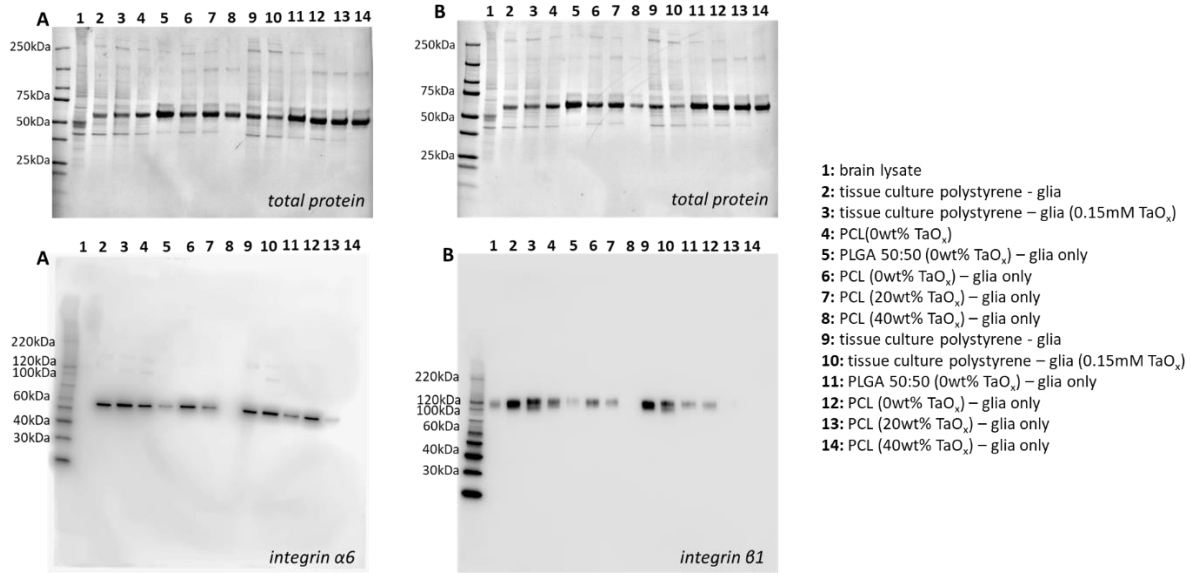 A
1 2 3 4 5 6 7 8 9 10 11 12 13 14
250kDa
75kDa
50kDa
25kDa
total protein
B
1 2 3 4 5 6 7 8 9 10 11 12 13 14
250kDa
75kDa
50kDa
25kDa
total protein
A
1 2 3 4 5 6 7 8 9 10 11 12 13 14
220kDa
120kDa
100kDa
60kDa
40kDa
30kDa
integrin α6
B
1 2 3 4 5 6 7 8 9 10 11 12 13 14
220kDa
120kDa
100kDa
60kDa
40kDa
30kDa
integrin β1
1: brain lysate
2: tissue culture polystyrene - glia
3: tissue culture polystyrene – glia (0.15mM TaOₓ)
4: PCL(0wt% TaOₓ)
5: PLGA 50:50 (0wt% TaOₓ) – glia only
6: PCL (0wt% TaOₓ) – glia only
7: PCL (20wt% TaOₓ) – glia only
8: PCL (40wt% TaOₓ) – glia only
9: tissue culture polystyrene - glia
10: tissue culture polystyrene – glia (0.15mM TaOₓ)
11: PLGA 50:50 (0wt% TaOₓ) – glia only
12: PCL (0wt% TaOₓ) – glia only
13: PCL (20wt% TaOₓ) – glia only
14: PCL (40wt% TaOₓ) – glia only